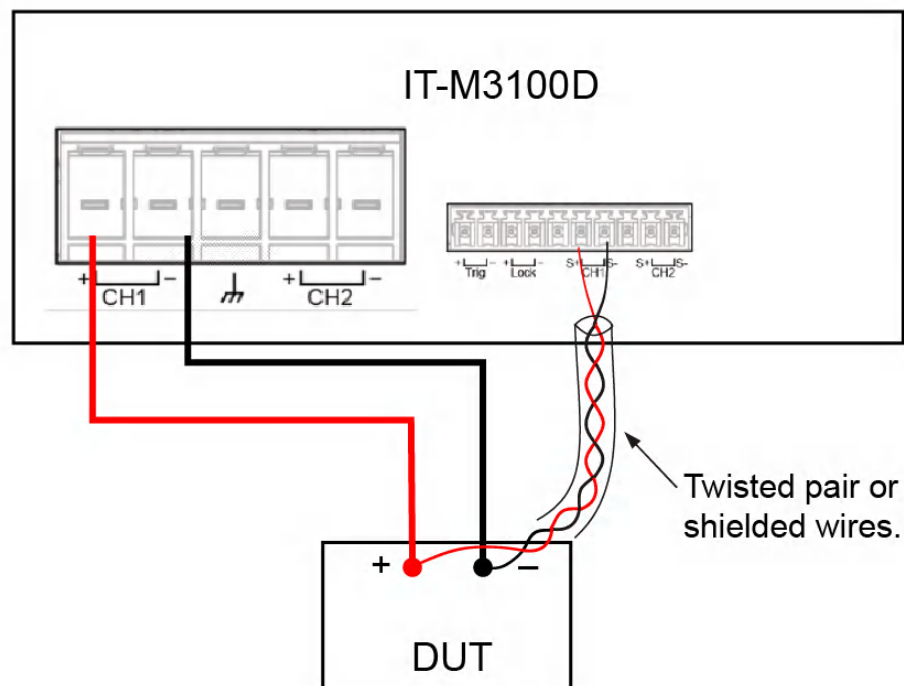 IT-M3100D
+ CH1 − + CH2 −
+ Trig − + Lock − S+ CH1 S- S+ CH2 S-
Twisted pair or
shielded wires.
+ −
DUT